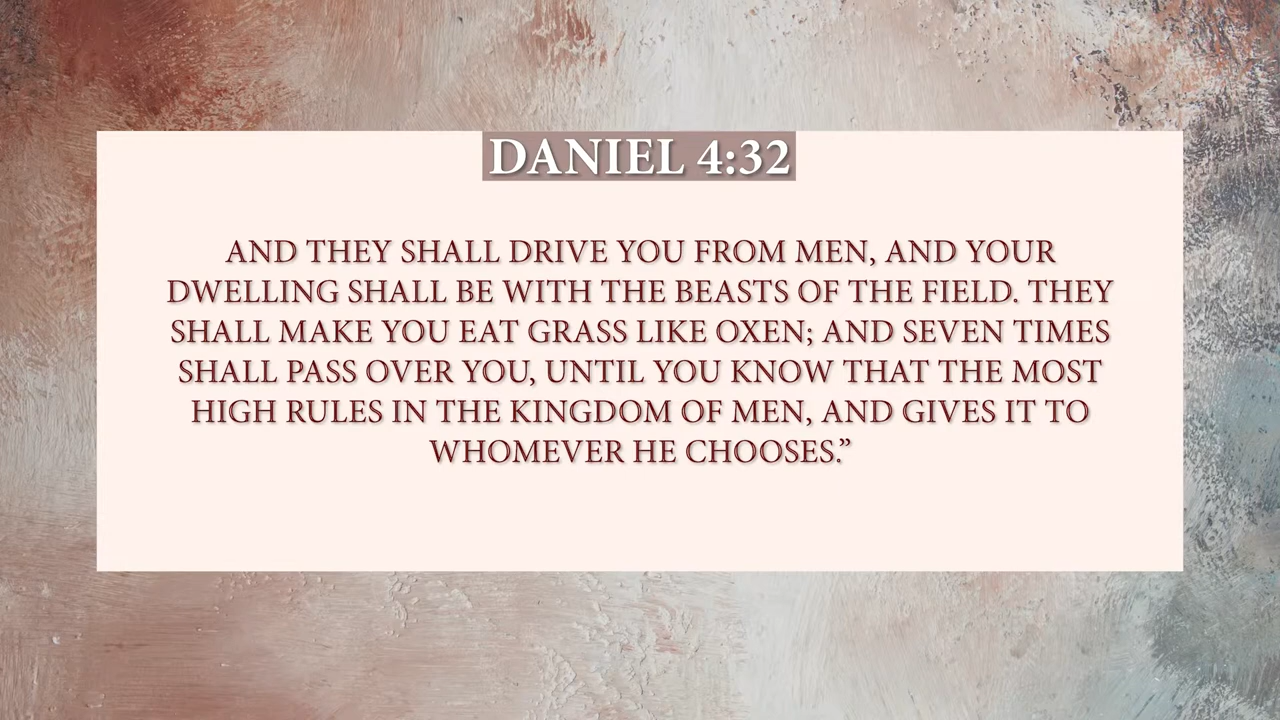 DANIEL 4:32
AND THEY SHALL DRIVE YOU FROM MEN, AND YOUR
DWELLING SHALL BE WITH THE BEASTS OF THE FIELD. THEY
SHALL MAKE YOU EAT GRASS LIKE OXEN; AND SEVEN TIMES
SHALL PASS OVER YOU, UNTIL YOU KNOW THAT THE MOST
HIGH RULES IN THE KINGDOM OF MEN, AND GIVES IT TO
WHOMEVER HE CHOOSES.”